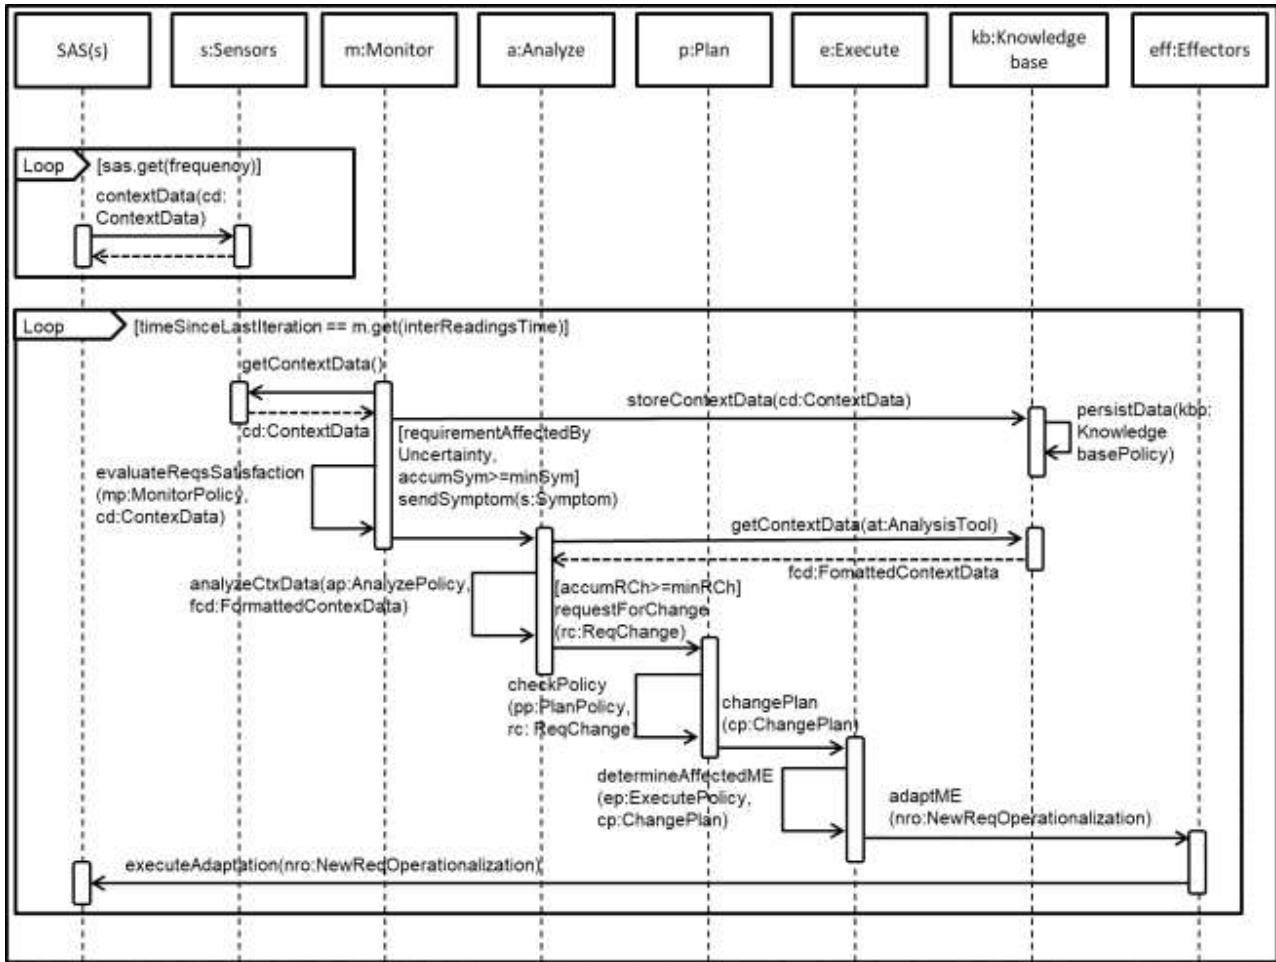 SAS(s)
s:Sensors
m:Monitor
a:Analyze
p:Plan
e:Execute
kb:Knowledge
base
eff:Effectors
Loop
[sas.get(frequency)]
contextData(cd:
ContextData)
Loop
[timeSinceLastIteration == m.get(interReadingsTime)]
getContextData()
cd:ContextData
storeContextData(cd:ContextData)
persistData(kbp:
Knowledge
basePolicy)
evaluateReqsSatisfaction
(mp:MonitorPolicy,
cd:ContexData)
[requirementAffectedBy
Uncertainty,
accumSym>=minSym]
sendSymptom(s:Symptom)
getContextData(at:AnalysisTool)
fcd:FomattedContextData
analyzeCtxData(ap:AnalyzePolicy,
fcd:FormattedContexData)
[accumRCh>=minRCh]
requestForChange
(rc:ReqChange)
checkPolicy
(pp:PlanPolicy,
rc: ReqChange)
changePlan
(cp:ChangePlan)
determineAffectedME
(ep:ExecutePolicy,
cp:ChangePlan)
adaptME
(nro:NewReqOperationalization)
executeAdaptation(nro:NewReqOperationalization)